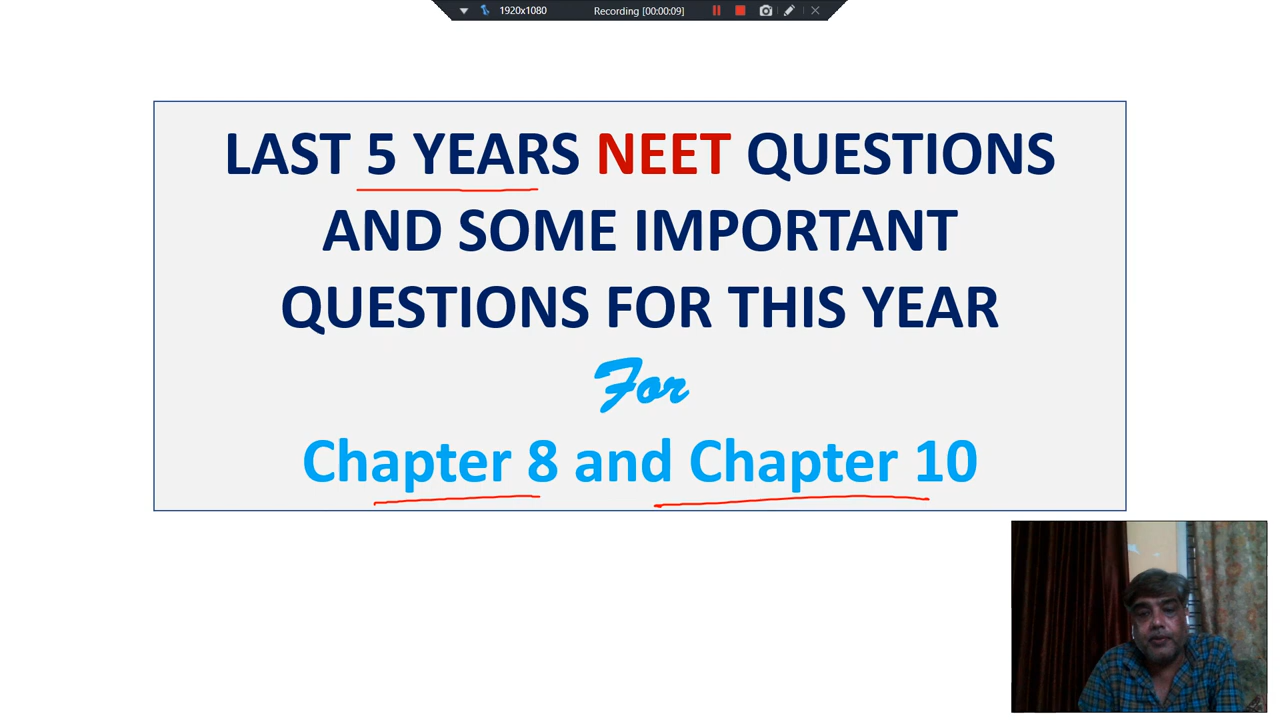 1920x1080 Recording [00:00:09]
LAST 5 YEARS NEET QUESTIONS
AND SOME IMPORTANT
QUESTIONS FOR THIS YEAR
For
Chapter 8 and Chapter 10